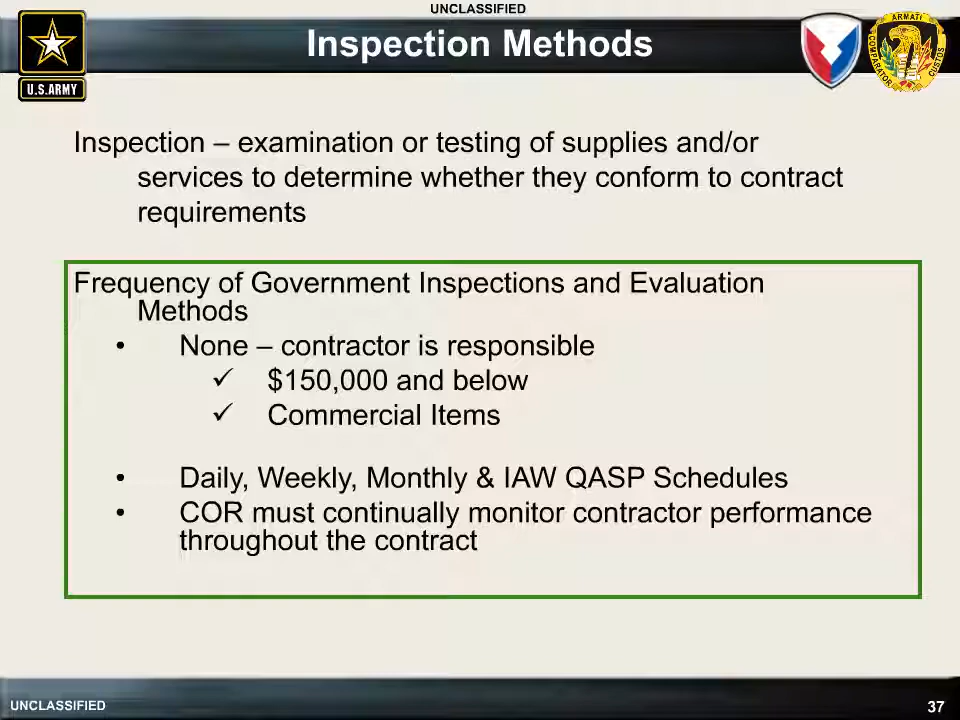 UNCLASSIFIED
Inspection Methods
U.S.ARMY
ARMATI
COMPARATOR
CUSTOS
Inspection – examination or testing of supplies and/or
services to determine whether they conform to contract
requirements
Frequency of Government Inspections and Evaluation
Methods
• None – contractor is responsible
✓ $150,000 and below
✓ Commercial Items
• Daily, Weekly, Monthly & IAW QASP Schedules
• COR must continually monitor contractor performance
throughout the contract
UNCLASSIFIED
37